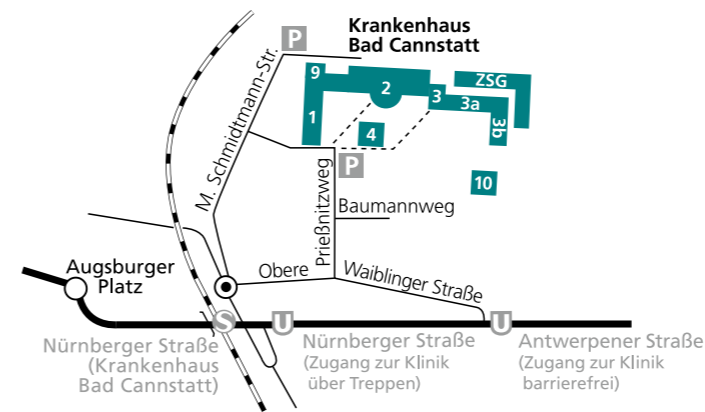 Krankenhaus
Bad Cannstatt
P
M. Schmidtmann-Str.
9
2
ZSG
3
3a
1
4
3b
P
10
Prießnitzweg
Baumannweg
Augsburger
Platz
Obere Waiblinger Straße
S
U
U
Nürnberger Straße
(Krankenhaus
Bad Cannstatt)
Nürnberger Straße
(Zugang zur Klinik
über Treppen)
Antwerpener Straße
(Zugang zur Klinik
barrierefrei)